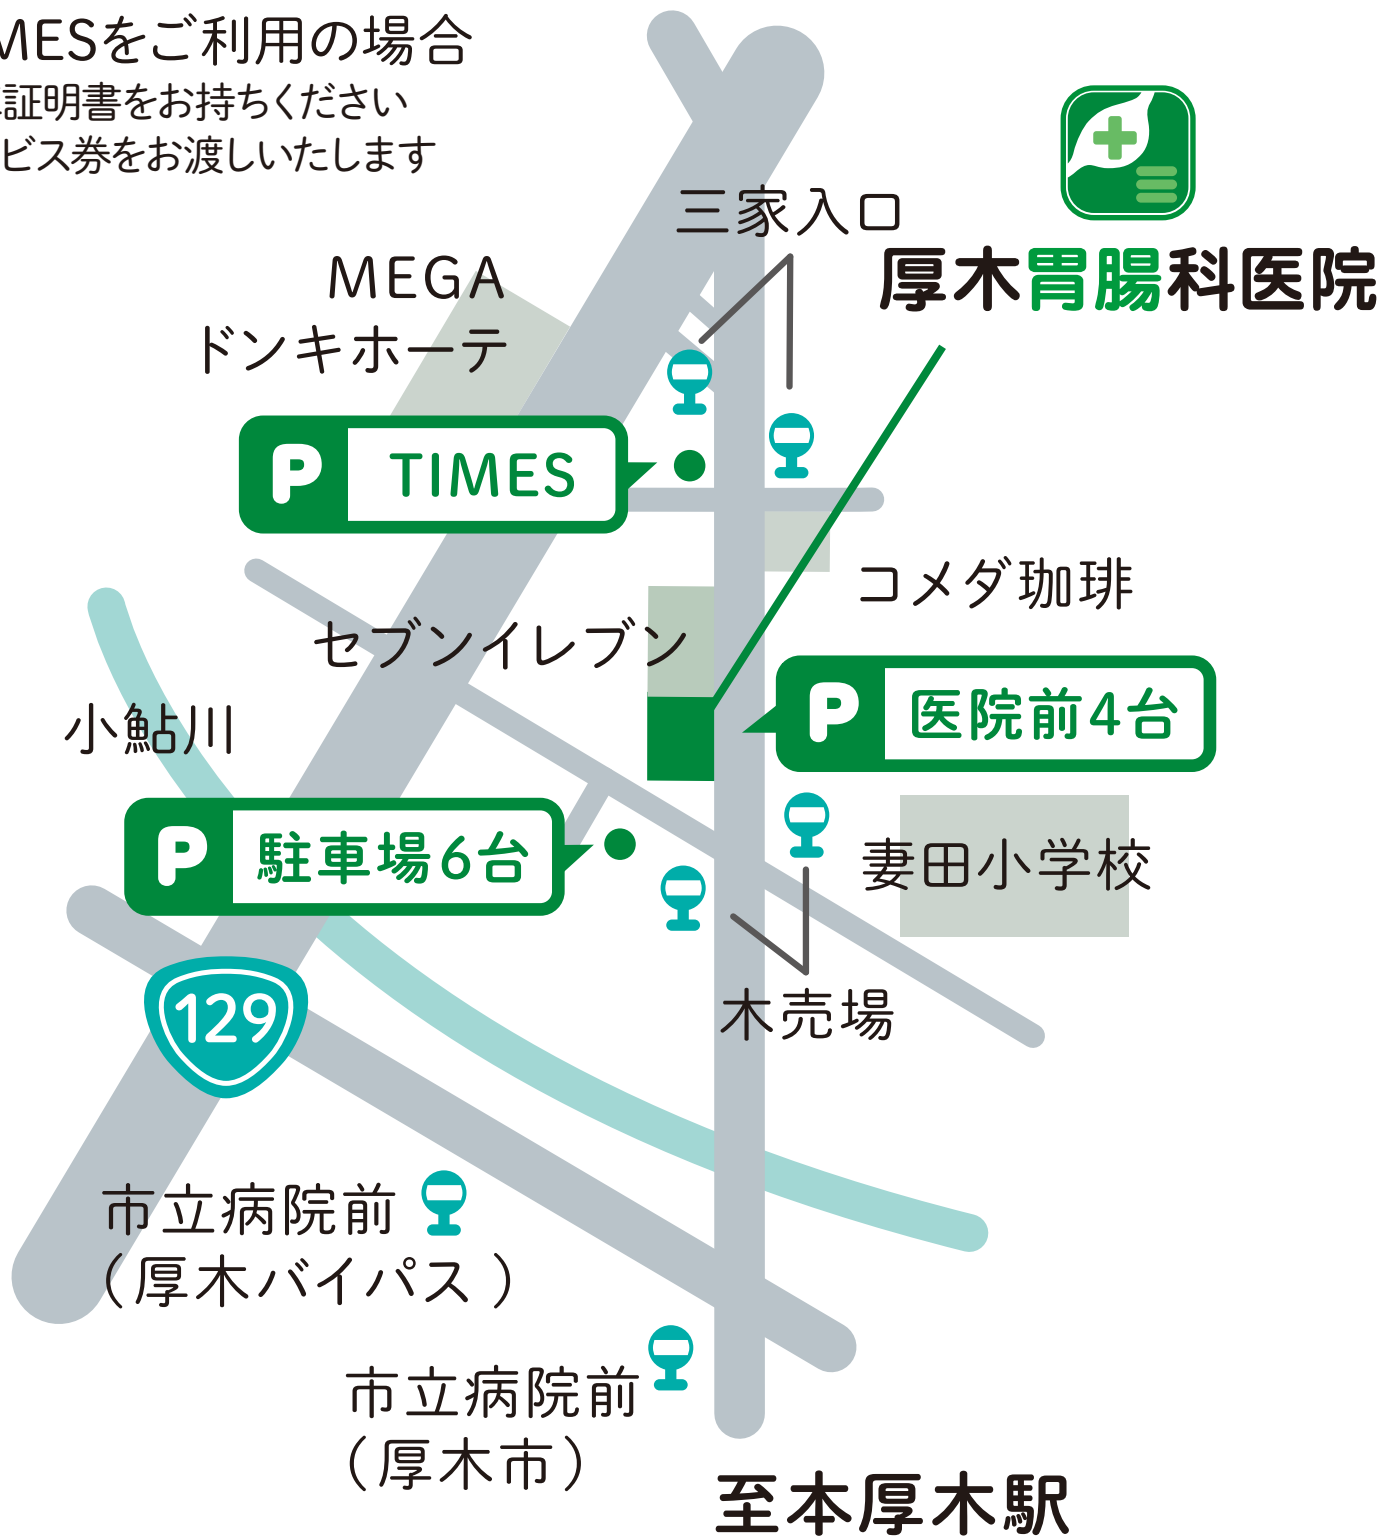 MESをご利用の場合
証明書をお持ちください
ビス券をお渡しいたします
三家入口
厚木胃腸科医院
MEGA
ドンキホーテ
P TIMES
コメダ珈琲
セブンイレブン
P 医院前4台
小鮎川
P 駐車場6台
妻田小学校
129
木売場
市立病院前
（厚木バイパス）
市立病院前
（厚木市）
至本厚木駅